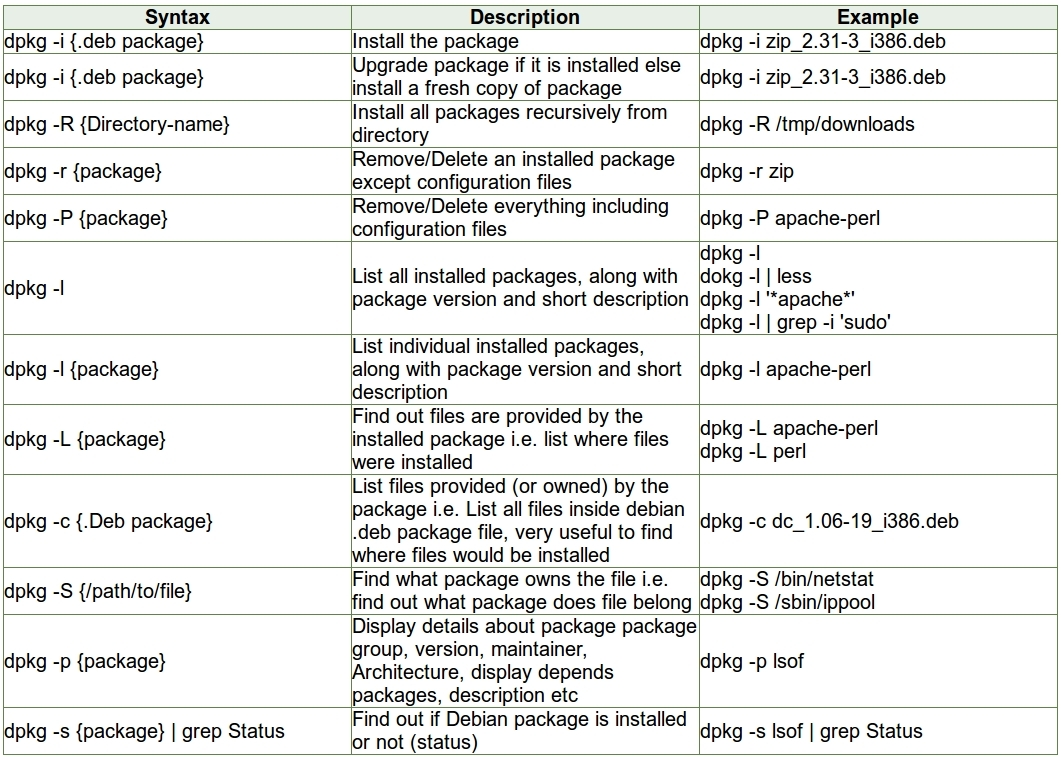 Syntax Description Example
dpkg -i {.deb package} Install the package dpkg -i zip_2.31-3_i386.deb
dpkg -i {.deb package} Upgrade package if it is installed else
install a fresh copy of package dpkg -i zip_2.31-3_i386.deb
dpkg -R {Directory-name} Install all packages recursively from
directory dpkg -R /tmp/downloads
dpkg -r {package} Remove/Delete an installed package
except configuration files dpkg -r zip
dpkg -P {package} Remove/Delete everything including
configuration files dpkg -P apache-perl
dpkg -l List all installed packages, along with
package version and short description dpkg -l
dokg -l | less
dpkg -l '*apache*'
dpkg -l | grep -i 'sudo'
dpkg -l {package} List individual installed packages,
along with package version and short
description dpkg -l apache-perl
dpkg -L {package} Find out files are provided by the
installed package i.e. list where files
were installed dpkg -L apache-perl
dpkg -L perl
dpkg -c {.Deb package} List files provided (or owned) by the
package i.e. List all files inside debian
.deb package file, very useful to find
where files would be installed dpkg -c dc_1.06-19_i386.deb
dpkg -S {/path/to/file} Find what package owns the file i.e.
find out what package does file belong dpkg -S /bin/netstat
dpkg -S /sbin/ippool
dpkg -p {package} Display details about package package
group, version, maintainer,
Architecture, display depends
packages, description etc dpkg -p lsof
dpkg -s {package} | grep Status Find out if Debian package is installed
or not (status) dpkg -s lsof | grep Status